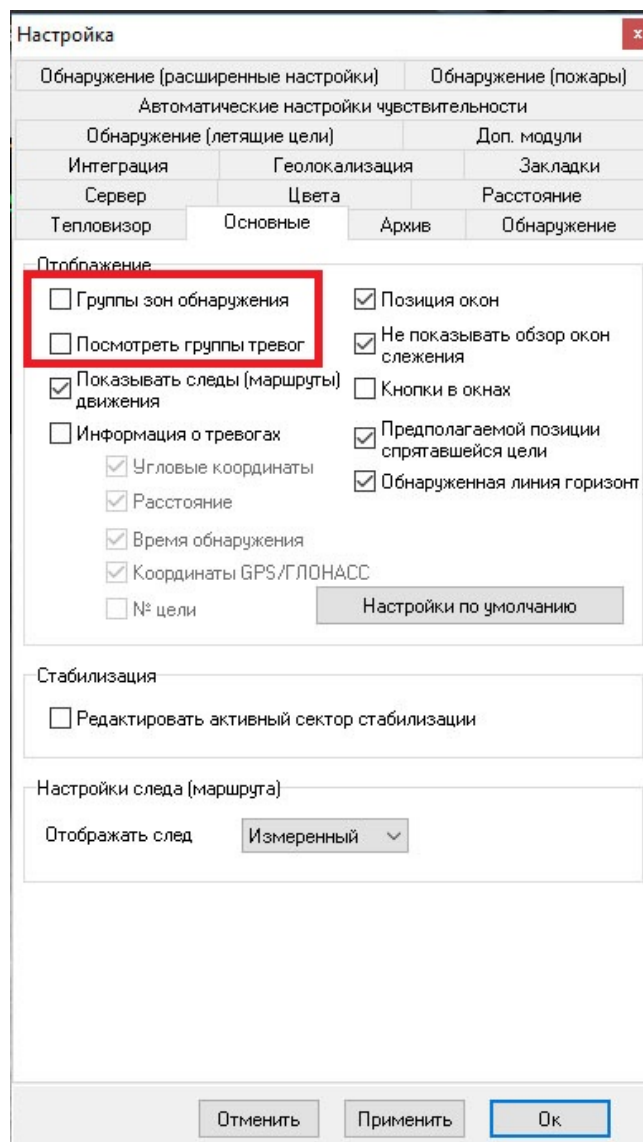 Настройка
x
Обнаружение (расширенные настройки) Обнаружение (пожары)
Автоматические настройки чувствительности
Обнаружение (летящие цели) Доп. модули
Интеграция Геолокализация Закладки
Сервер Цвета Расстояние
Тепловизор Основные Архив Обнаружение
Отображение
Группы зон обнаружения
Посмотреть группы тревог
Показывать следы (маршруты)
движения
Информация о тревогах
Угловые координаты
Расстояние
Время обнаружения
Координаты GPS/ГЛОНАСС
№ цели
Позиция окон
Не показывать обзор окон
слежения
Кнопки в окнах
Предполагаемой позиции
спрятавшейся цели
Обнаруженная линия горизонт
Настройки по умолчанию
Стабилизация
Редактировать активный сектор стабилизации
Настройки следа (маршрута)
Отображать след Измеренный
Отменить Применить Ок